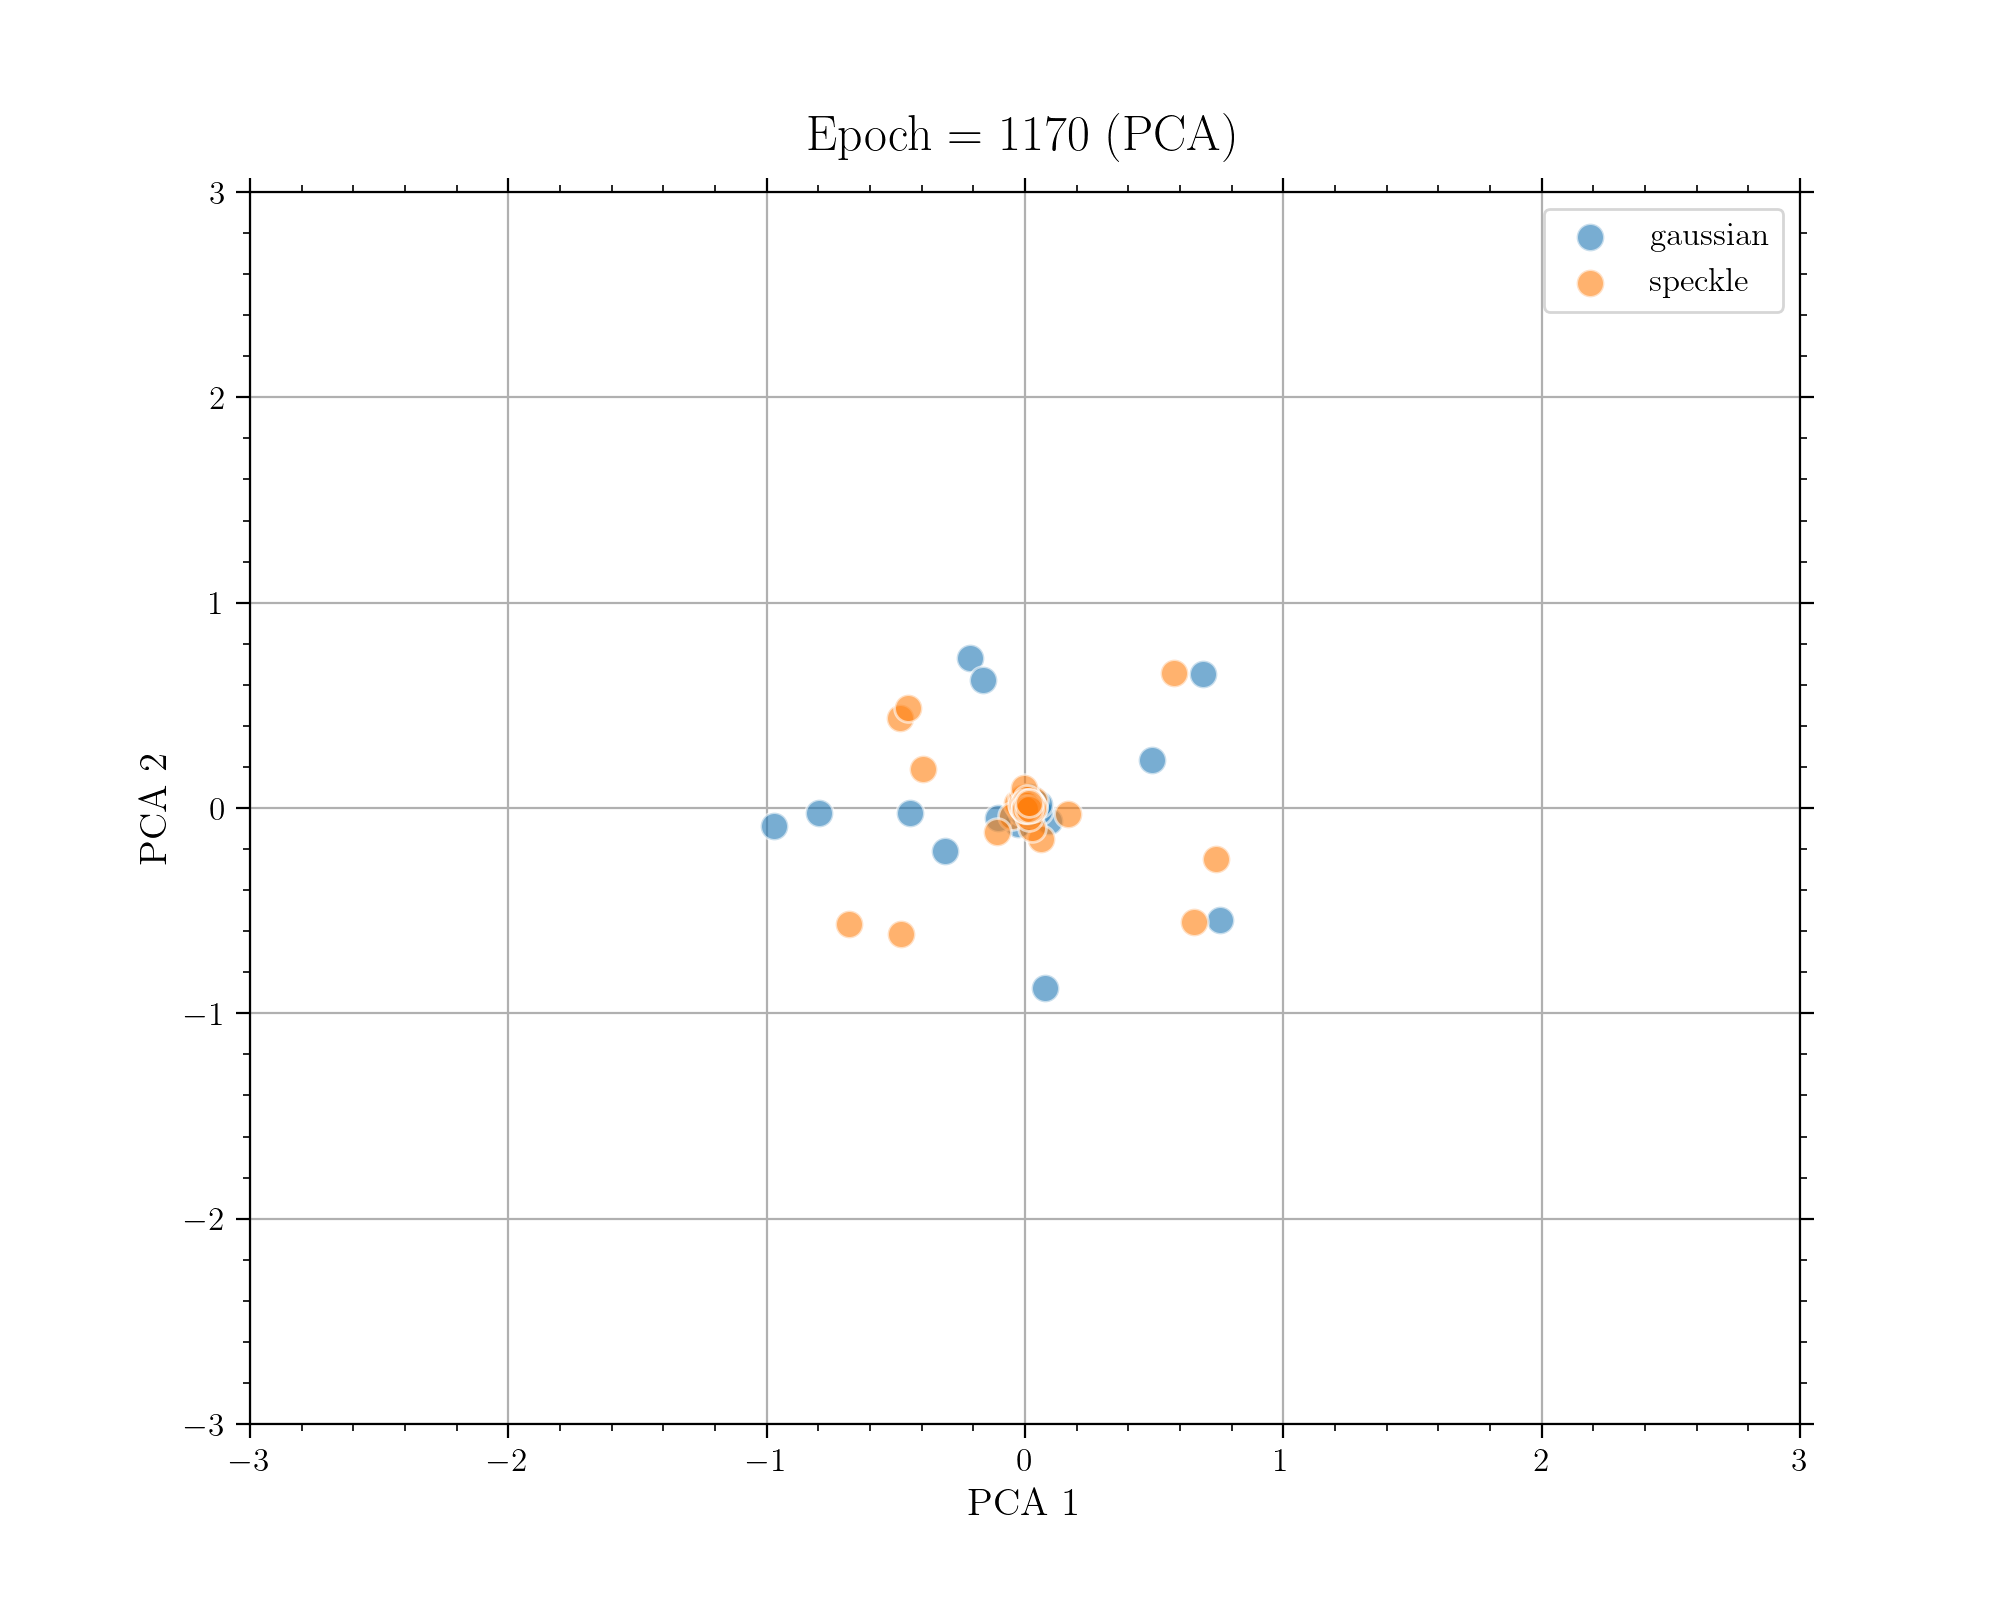 Epoch = 1170 (PCA)
3
2
1
0
−1
−2
−3
PCA 2
gaussian
speckle
−3 −2 −1 0 1 2 3
PCA 1